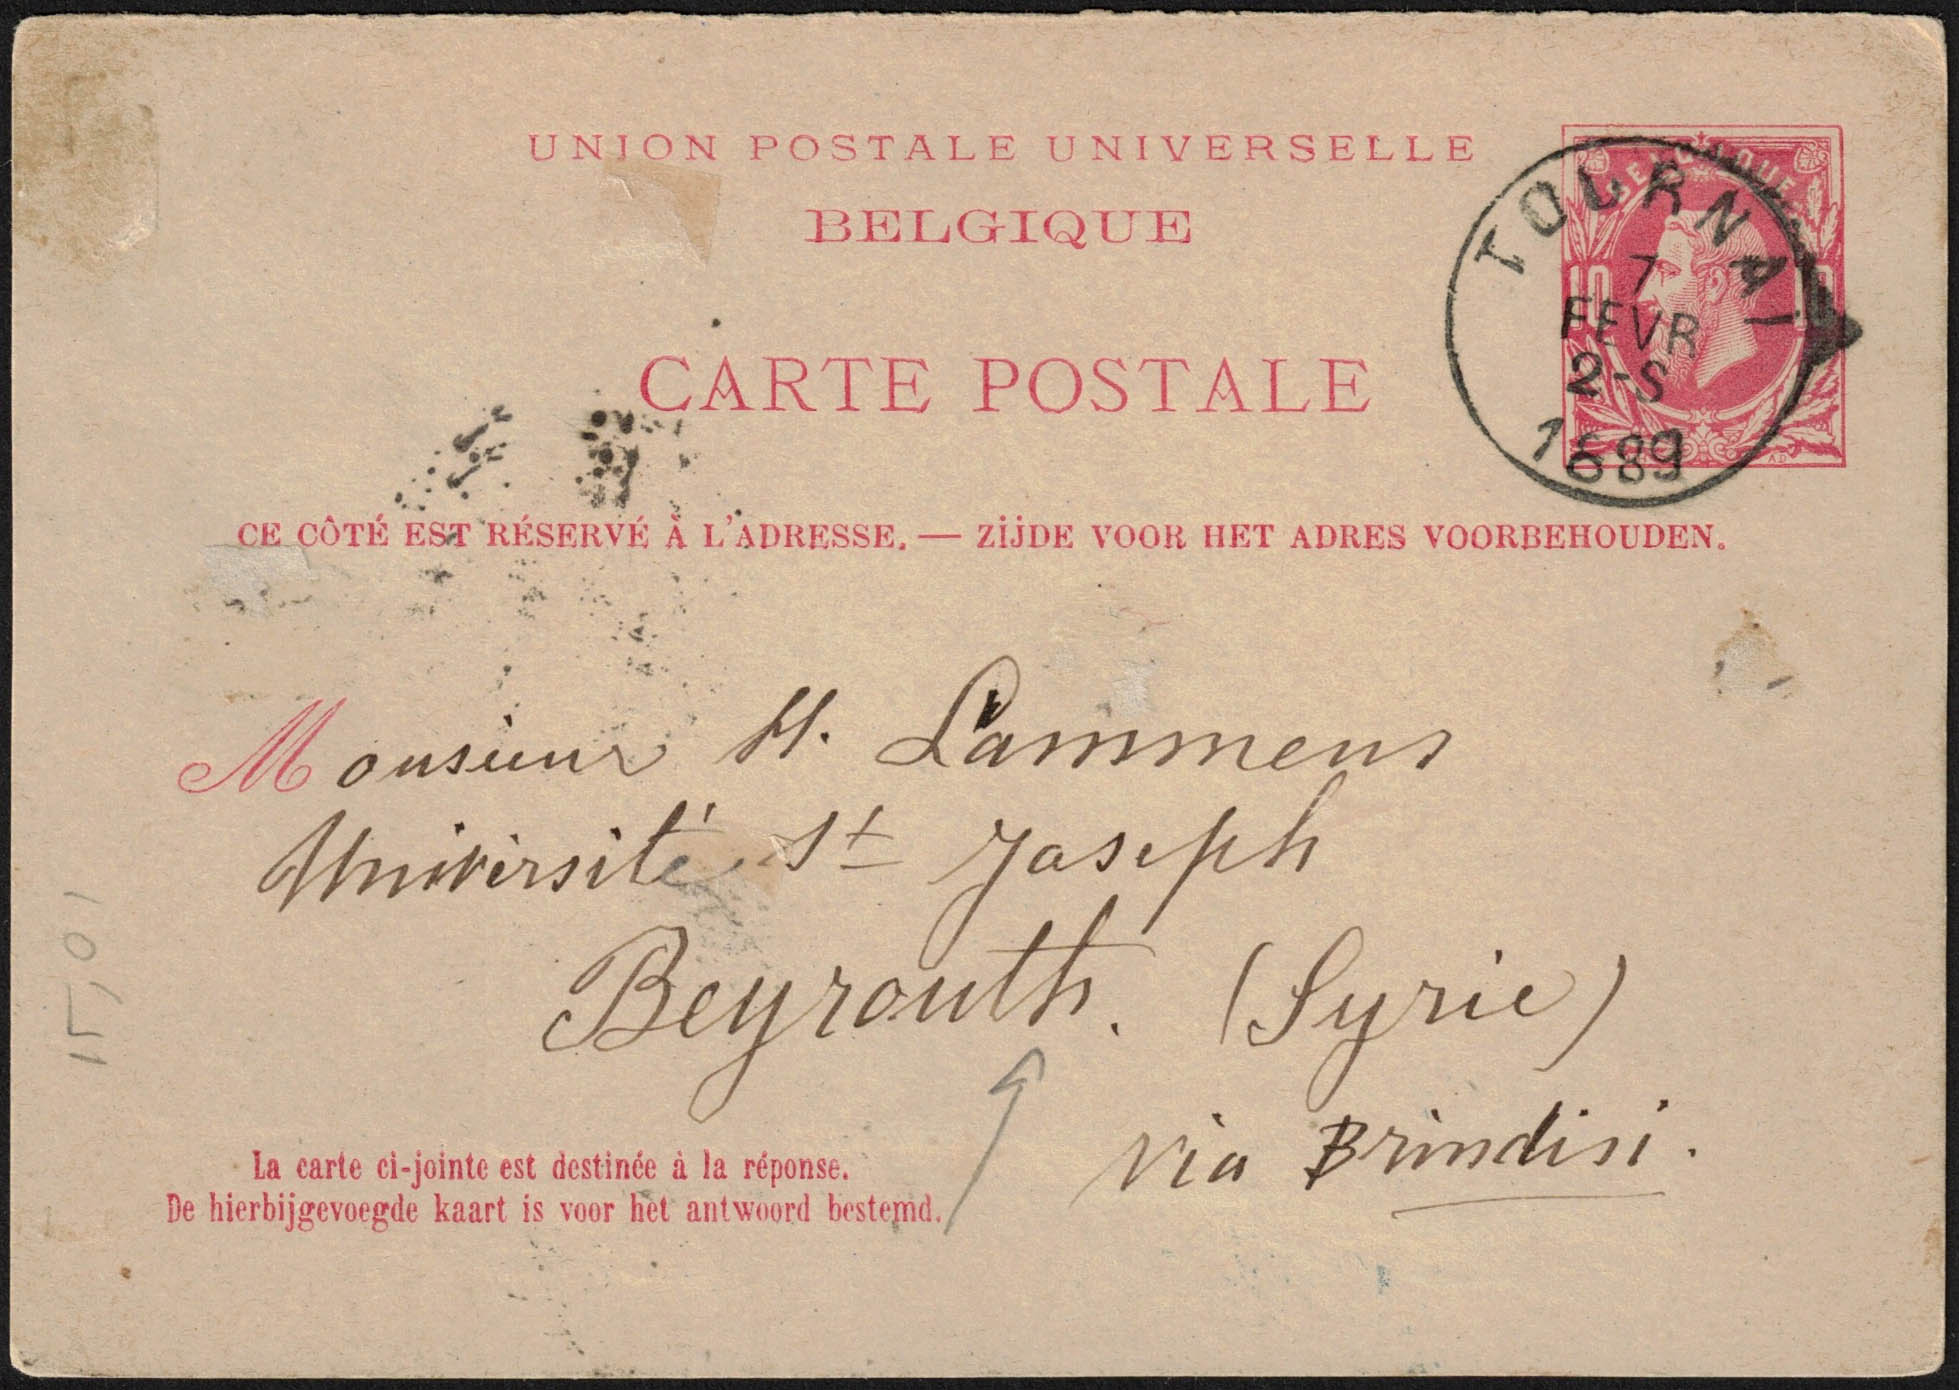 UNION POSTALE UNIVERSELLE
BELGIQUE
BELGIQUE
10
TOURNAI
7
FEVR
2-S
1889
CARTE POSTALE
CE CÔTÉ EST RÉSERVÉ À L'ADRESSE. — ZIJDE VOOR HET ADRES VOORBEHOUDEN.
Monsieur H. Lammens
Université St Joseph
Beyrouth. (Syrie)
via Brindisi.
La carte ci-jointe est destinée à la réponse.
De hierbijgevoegde kaart is voor het antwoord bestemd.